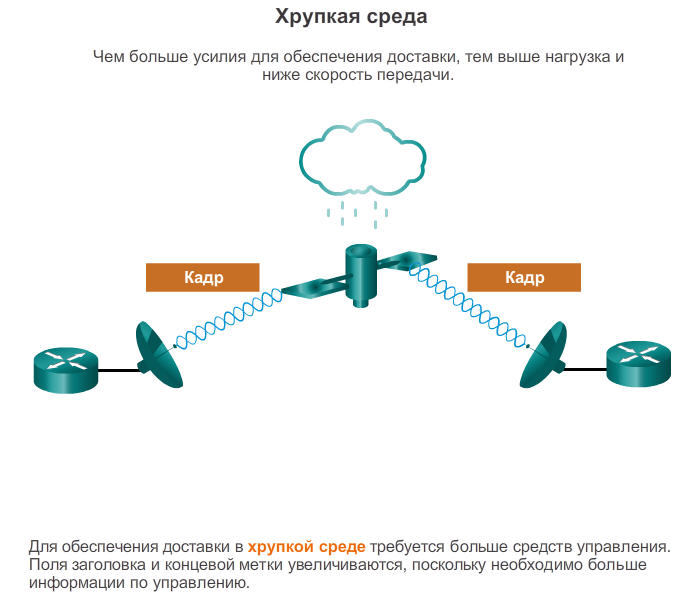 Хрупкая среда
Чем больше усилия для обеспечения доставки, тем выше нагрузка и
ниже скорость передачи.
Кадр
Кадр
Для обеспечения доставки в хрупкой среде требуется больше средств управления.
Поля заголовка и концевой метки увеличиваются, поскольку необходимо больше
информации по управлению.